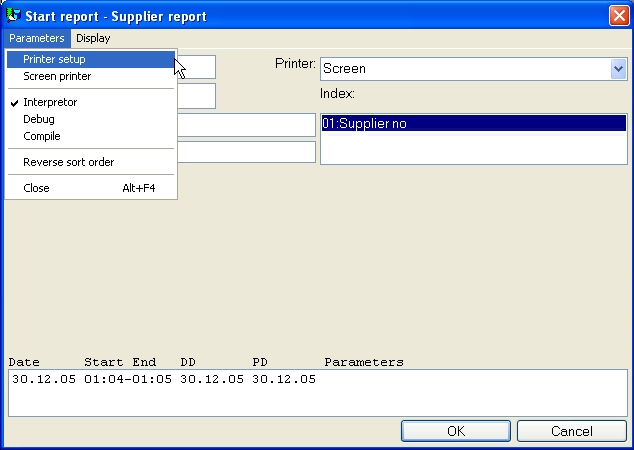 Start report - Supplier report
Parameters Display
Printer setup
Screen printer
Interpretor
Debug
Compile
Reverse sort order
Close Alt+F4
Printer: Screen
Index:
01:Supplier no
Date Start End DD PD Parameters
30.12.05 01:04-01:05 30.12.05 30.12.05
OK Cancel